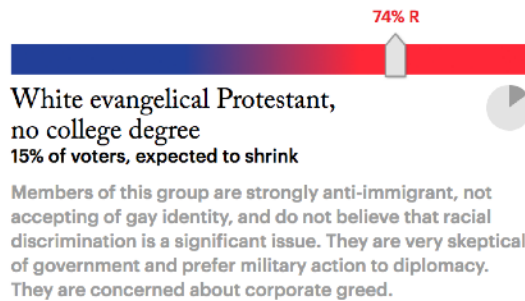 74% R
White evangelical Protestant,
no college degree
15% of voters, expected to shrink
Members of this group are strongly anti-immigrant, not
accepting of gay identity, and do not believe that racial
discrimination is a significant issue. They are very skeptical
of government and prefer military action to diplomacy.
They are concerned about corporate greed.